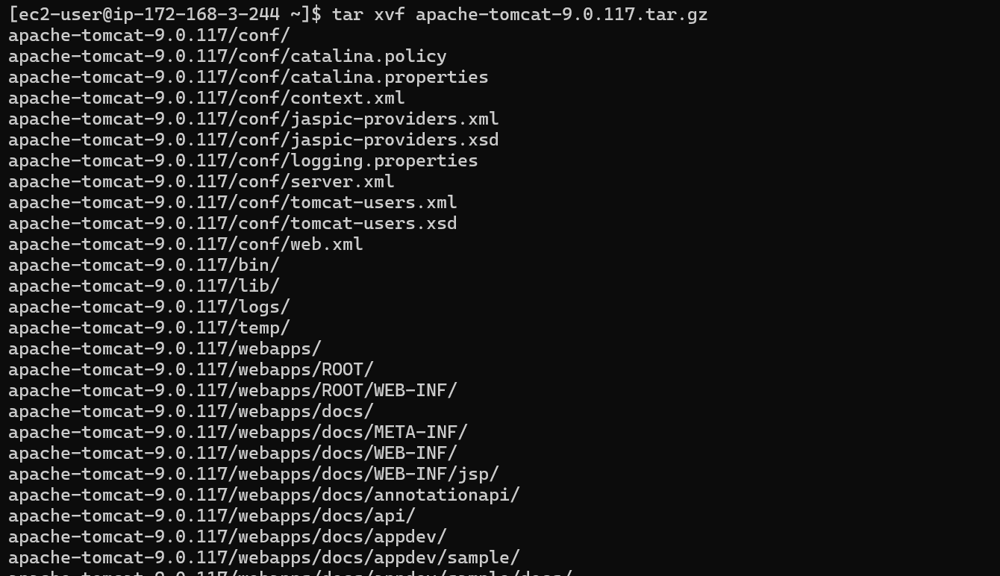 [ec2-user@ip-172-168-3-244 ~]$ tar xvf apache-tomcat-9.0.117.tar.gz
apache-tomcat-9.0.117/conf/
apache-tomcat-9.0.117/conf/catalina.policy
apache-tomcat-9.0.117/conf/catalina.properties
apache-tomcat-9.0.117/conf/context.xml
apache-tomcat-9.0.117/conf/jaspic-providers.xml
apache-tomcat-9.0.117/conf/jaspic-providers.xsd
apache-tomcat-9.0.117/conf/logging.properties
apache-tomcat-9.0.117/conf/server.xml
apache-tomcat-9.0.117/conf/tomcat-users.xml
apache-tomcat-9.0.117/conf/tomcat-users.xsd
apache-tomcat-9.0.117/conf/web.xml
apache-tomcat-9.0.117/bin/
apache-tomcat-9.0.117/lib/
apache-tomcat-9.0.117/logs/
apache-tomcat-9.0.117/temp/
apache-tomcat-9.0.117/webapps/
apache-tomcat-9.0.117/webapps/ROOT/
apache-tomcat-9.0.117/webapps/ROOT/WEB-INF/
apache-tomcat-9.0.117/webapps/docs/
apache-tomcat-9.0.117/webapps/docs/META-INF/
apache-tomcat-9.0.117/webapps/docs/WEB-INF/
apache-tomcat-9.0.117/webapps/docs/WEB-INF/jsp/
apache-tomcat-9.0.117/webapps/docs/annotationapi/
apache-tomcat-9.0.117/webapps/docs/api/
apache-tomcat-9.0.117/webapps/docs/appdev/
apache-tomcat-9.0.117/webapps/docs/appdev/sample/